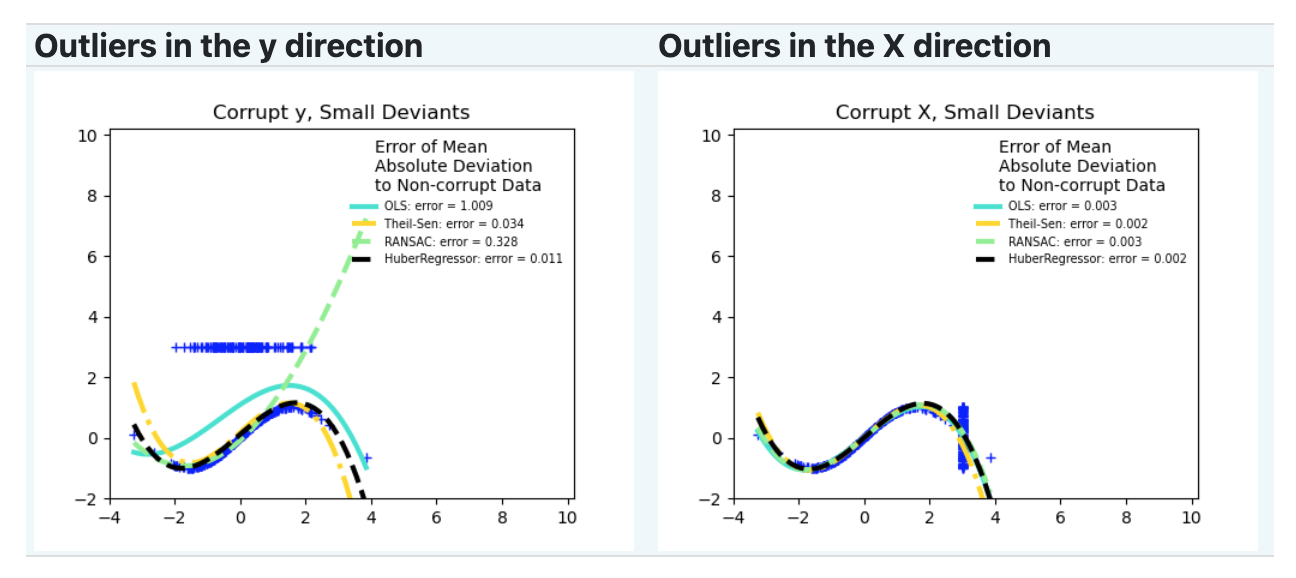 Outliers in the y direction
Outliers in the X direction
Corrupt y, Small Deviants
10
8
6
4
2
0
−2
−4
−2
0
2
4
6
8
10
Error of Mean
Absolute Deviation
to Non-corrupt Data
OLS: error = 1.009
Theil-Sen: error = 0.034
RANSAC: error = 0.328
HuberRegressor: error = 0.011
Corrupt X, Small Deviants
10
8
6
4
2
0
−2
−4
−2
0
2
4
6
8
10
Error of Mean
Absolute Deviation
to Non-corrupt Data
OLS: error = 0.003
Theil-Sen: error = 0.002
RANSAC: error = 0.003
HuberRegressor: error = 0.002